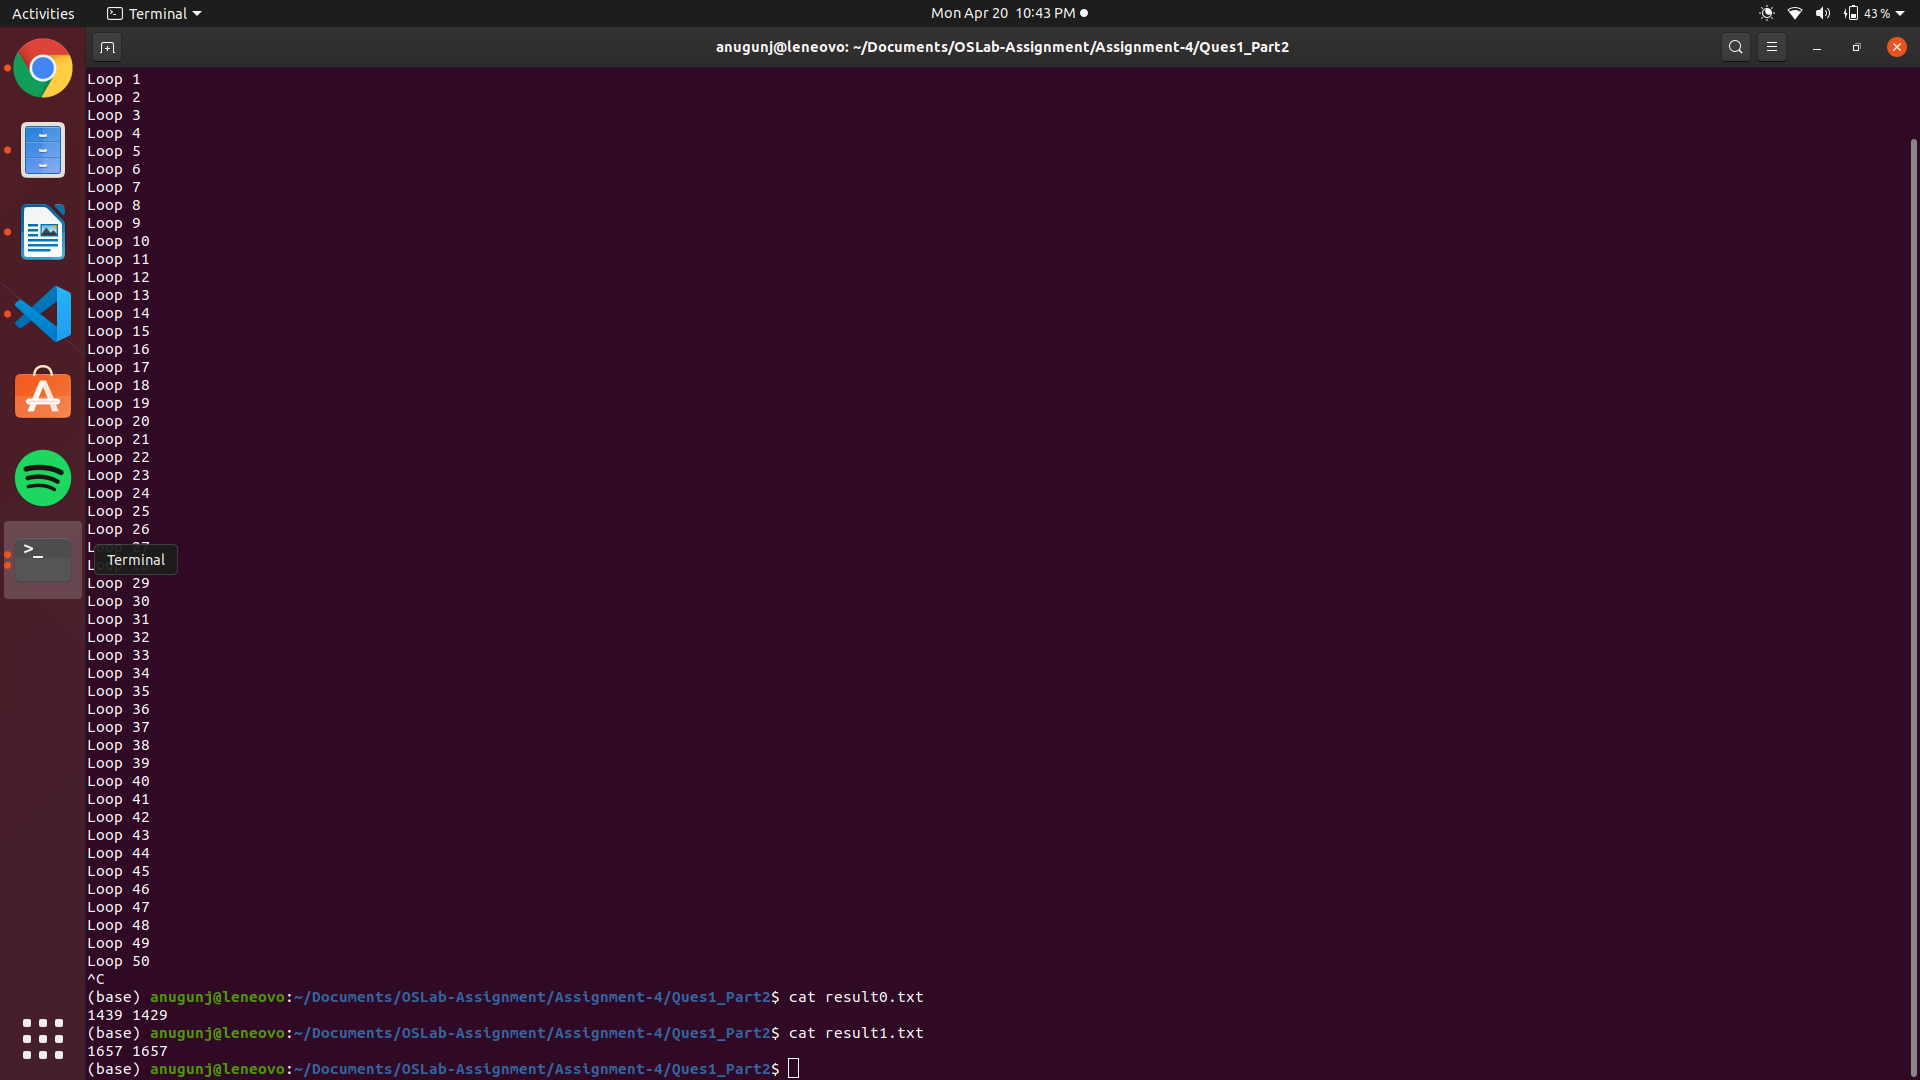 Activities Terminal Mon Apr 20 10:43 PM 43 %
anugunj@leneovo: ~/Documents/OSLab-Assignment/Assignment-4/Ques1_Part2
Loop 1
Loop 2
Loop 3
Loop 4
Loop 5
Loop 6
Loop 7
Loop 8
Loop 9
Loop 10
Loop 11
Loop 12
Loop 13
Loop 14
Loop 15
Loop 16
Loop 17
Loop 18
Loop 19
Loop 20
Loop 21
Loop 22
Loop 23
Loop 24
Loop 25
Loop 26
Terminal
Loop 29
Loop 30
Loop 31
Loop 32
Loop 33
Loop 34
Loop 35
Loop 36
Loop 37
Loop 38
Loop 39
Loop 40
Loop 41
Loop 42
Loop 43
Loop 44
Loop 45
Loop 46
Loop 47
Loop 48
Loop 49
Loop 50
^C
(base) anugunj@leneovo:~/Documents/OSLab-Assignment/Assignment-4/Ques1_Part2$ cat result0.txt
1439 1429
(base) anugunj@leneovo:~/Documents/OSLab-Assignment/Assignment-4/Ques1_Part2$ cat result1.txt
1657 1657
(base) anugunj@leneovo:~/Documents/OSLab-Assignment/Assignment-4/Ques1_Part2$